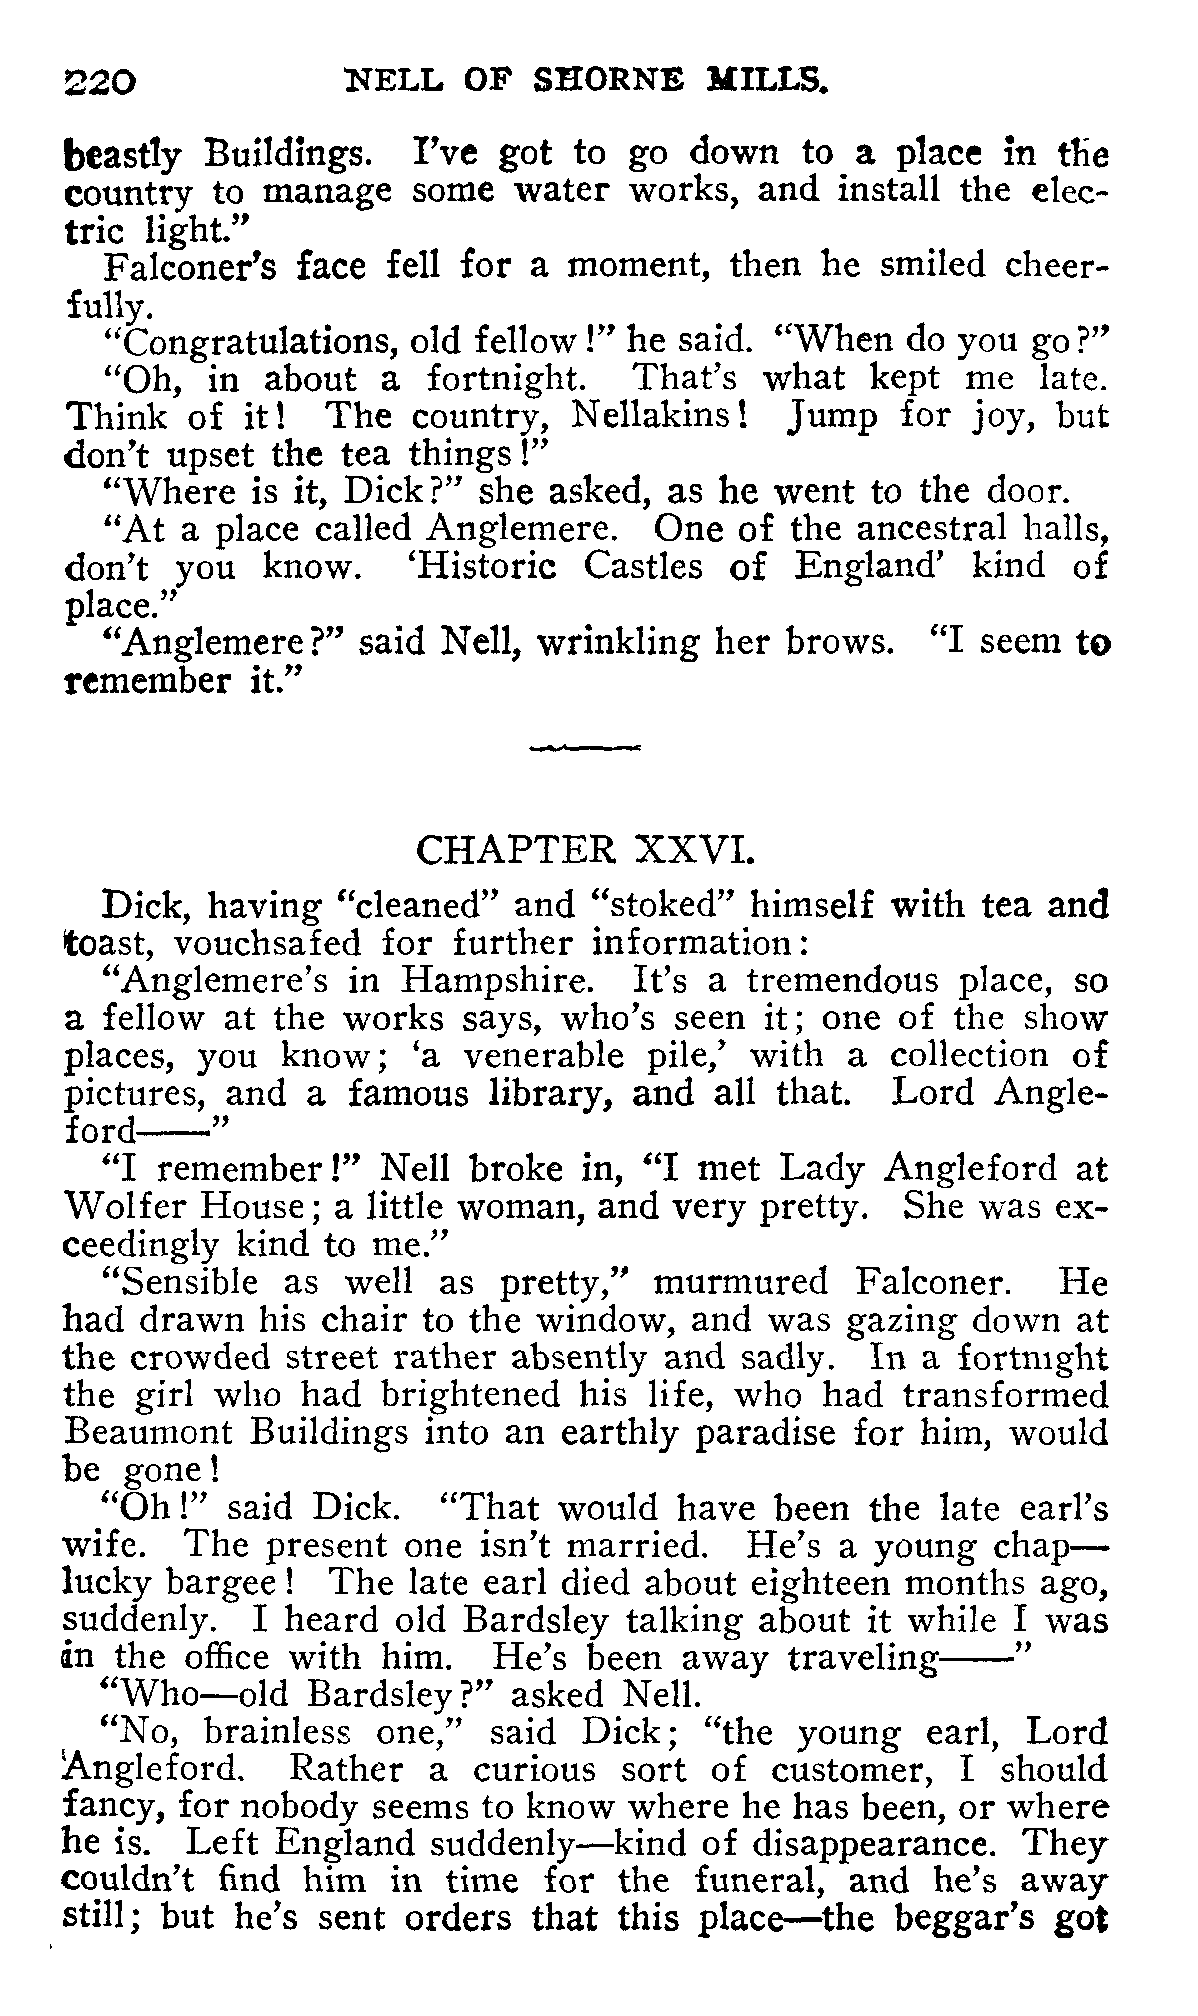 220 NELL OF SHORNE MILLS.
beastly Buildings. I've got to go down to a place in the
country to manage some water works, and install the elec-
tric light."
Falconer's face fell for a moment, then he smiled cheer-
fully.
"Congratulations, old fellow!" he said. "When do you go?"
"Oh, in about a fortnight. That's what kept me late.
Think of it! The country, Nellakins! Jump for joy, but
don't upset the tea things!"
"Where is it, Dick?" she asked, as he went to the door.
"At a place called Anglemere. One of the ancestral halls,
don't you know. 'Historic Castles of England' kind of
place."
"Anglemere?" said Nell, wrinkling her brows. "I seem to
remember it."
CHAPTER XXVI.
Dick, having "cleaned" and "stoked" himself with tea and
toast, vouchsafed for further information:
"Anglemere's in Hampshire. It's a tremendous place, so
a fellow at the works says, who's seen it; one of the show
places, you know; 'a venerable pile,' with a collection of
pictures, and a famous library, and all that. Lord Angle-
ford——"
"I remember!" Nell broke in, "I met Lady Angleford at
Wolfer House; a little woman, and very pretty. She was ex-
ceedingly kind to me."
"Sensible as well as pretty," murmured Falconer. He
had drawn his chair to the window, and was gazing down at
the crowded street rather absently and sadly. In a fortnight
the girl who had brightened his life, who had transformed
Beaumont Buildings into an earthly paradise for him, would
be gone!
"Oh!" said Dick. "That would have been the late earl's
wife. The present one isn't married. He's a young chap—
lucky bargee! The late earl died about eighteen months ago,
suddenly. I heard old Bardsley talking about it while I was
in the office with him. He's been away traveling——"
"Who—old Bardsley?" asked Nell.
"No, brainless one," said Dick; "the young earl, Lord
Angleford. Rather a curious sort of customer, I should
fancy, for nobody seems to know where he has been, or where
he is. Left England suddenly—kind of disappearance. They
couldn't find him in time for the funeral, and he's away
still; but he's sent orders that this place—the beggar's got